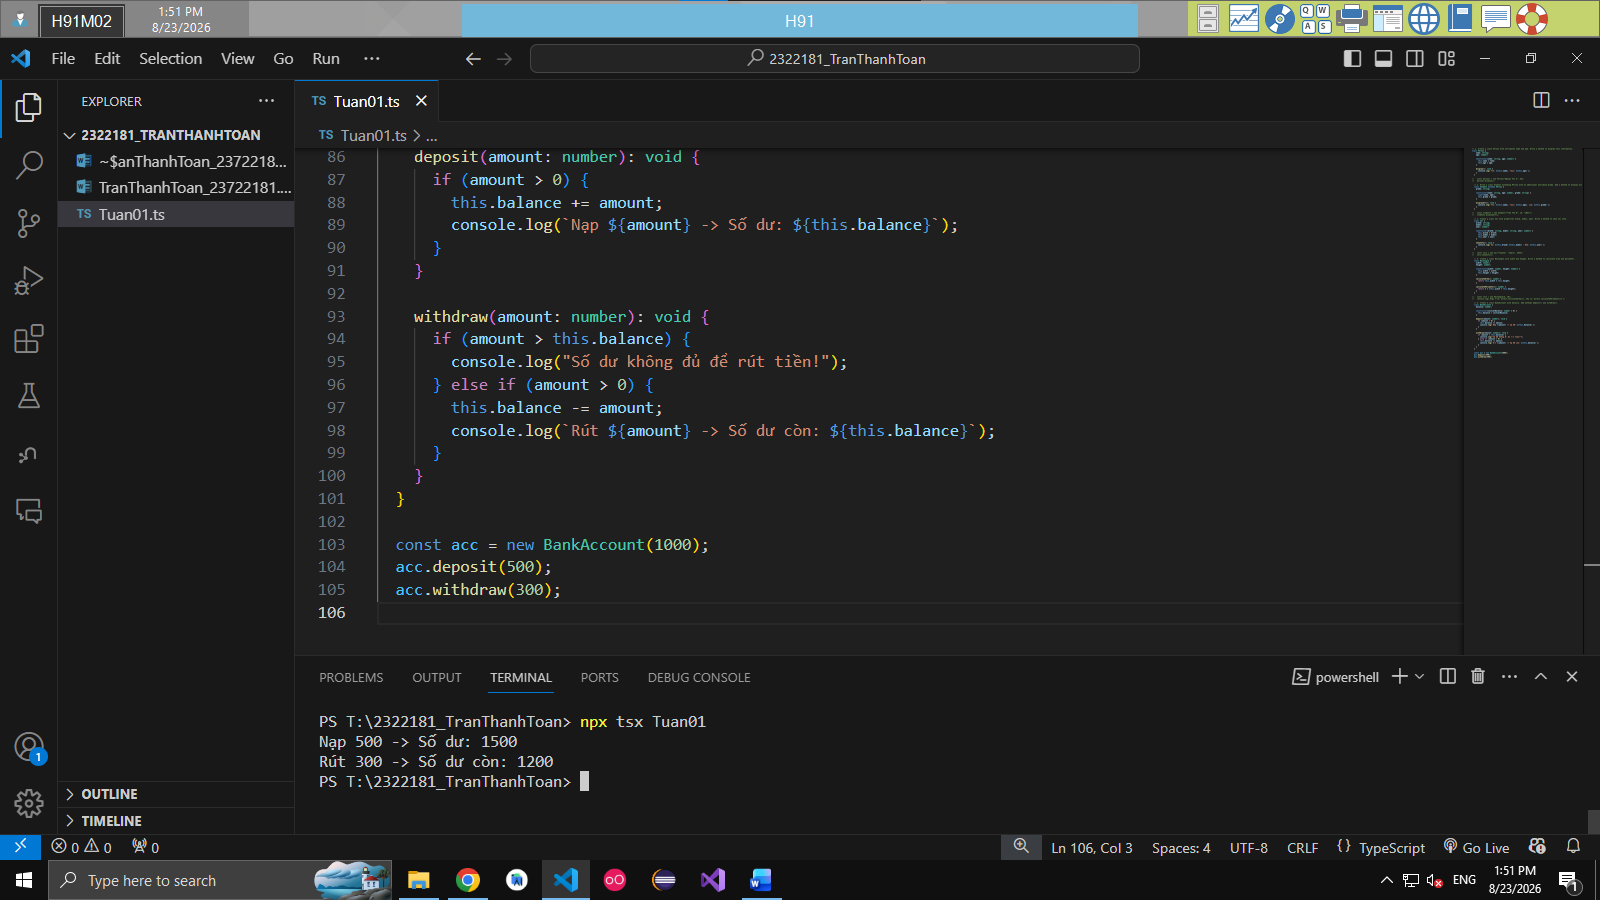 H91M02
1:51 PM
8/23/2026
H91
Q W A S
File Edit Selection View Go Run ...
2322181_TranThanhToan
EXPLORER
TS Tuan01.ts
2322181_TRANTHANHTOAN
~$anThanhToan_2372218...
TranThanhToan_23722181....
TS Tuan01.ts
TS Tuan01.ts > ...
86 deposit(amount: number): void {
87 if (amount > 0) {
88 this.balance += amount;
89 console.log(`Nạp ${amount} -> Số dư: ${this.balance}`);
90 }
91 }
92
93 withdraw(amount: number): void {
94 if (amount > this.balance) {
95 console.log("Số dư không đủ để rút tiền!");
96 } else if (amount > 0) {
97 this.balance -= amount;
98 console.log(`Rút ${amount} -> Số dư còn: ${this.balance}`);
99 }
100 }
101 }
102
103 const acc = new BankAccount(1000);
104 acc.deposit(500);
105 acc.withdraw(300);
106
PROBLEMS OUTPUT TERMINAL PORTS DEBUG CONSOLE
powershell
PS T:\2322181_TranThanhToan> npx tsx Tuan01
Nạp 500 -> Số dư: 1500
Rút 300 -> Số dư còn: 1200
PS T:\2322181_TranThanhToan>
1
OUTLINE
TIMELINE
0 0 0
Ln 106, Col 3 Spaces: 4 UTF-8 CRLF {} TypeScript Go Live
Type here to search
ENG
1:51 PM
8/23/2026
1